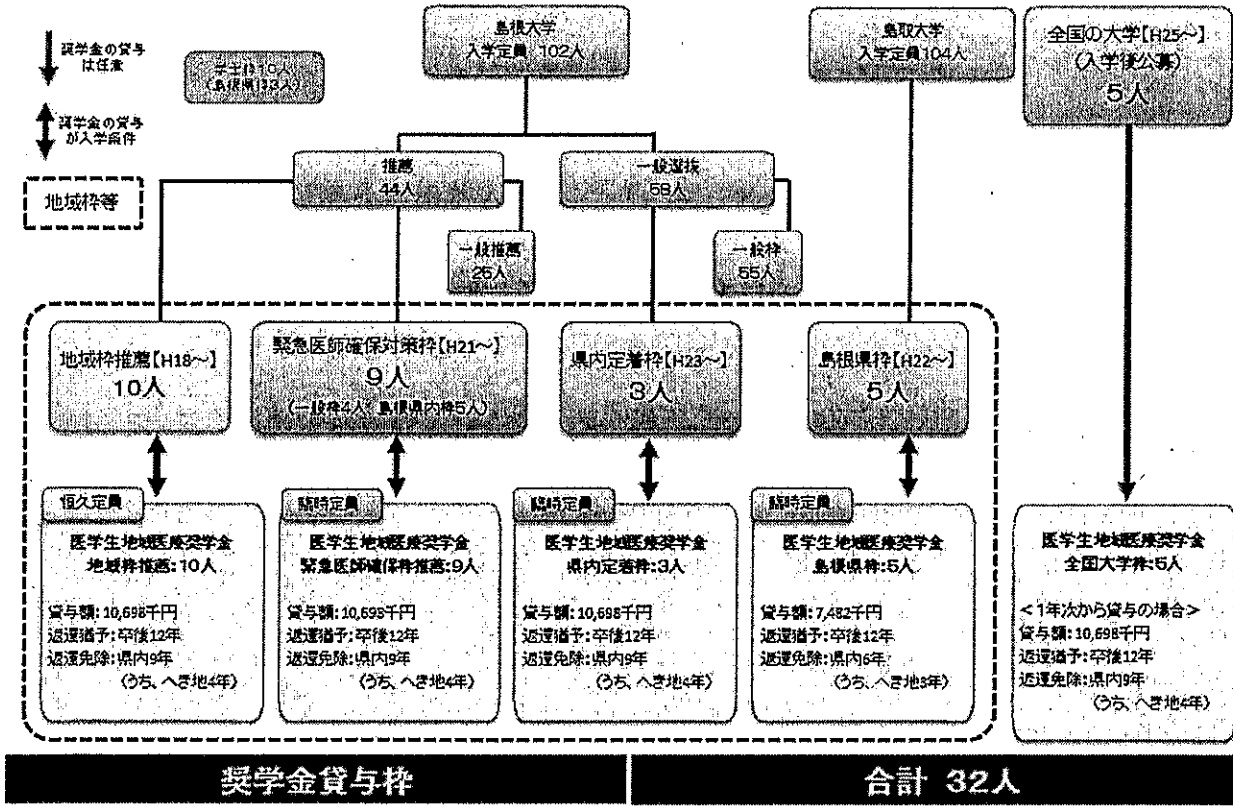 奨学金の貸与
は任意
奨学金の貸与
が入学条件
地域枠等
島根大学
入学定員 102人
鳥取大学
入学定員104人
全国の大学【H25~】
(入学後公募)
5人
推薦
44人
一般選抜
58人
一般推薦
25人
一般枠
55人
地域枠推薦【H18~】
10人
緊急医師確保対策枠【H21~】
9人
(一般枠4人 島根県内枠5人)
県内定着枠【H23~】
3人
島根県枠【H22~】
5人
恒久定員
医学生地域医療奨学金
地域枠推薦:10人
貸与額:10,698千円
返還猶予:卒後12年
返還免除:県内9年
(うち、へき地4年)
臨時定員
医学生地域医療奨学金
緊急医師確保枠推薦:9人
貸与額:10,698千円
返還猶予:卒後12年
返還免除:県内9年
(うち、へき地4年)
臨時定員
医学生地域医療奨学金
県内定着枠:3人
貸与額:10,698千円
返還猶予:卒後12年
返還免除:県内9年
(うち、へき地4年)
臨時定員
医学生地域医療奨学金
島根県枠:5人
貸与額:7,482千円
返還猶予:卒後12年
返還免除:県内6年
(うち、へき地3年)
医学生地域医療奨学金
全国大学枠:5人
<1年次から貸与の場合>
貸与額:10,698千円
返還猶予:卒後12年
返還免除:県内9年
(うち、へき地4年)
奨学金貸与枠
合計 32人